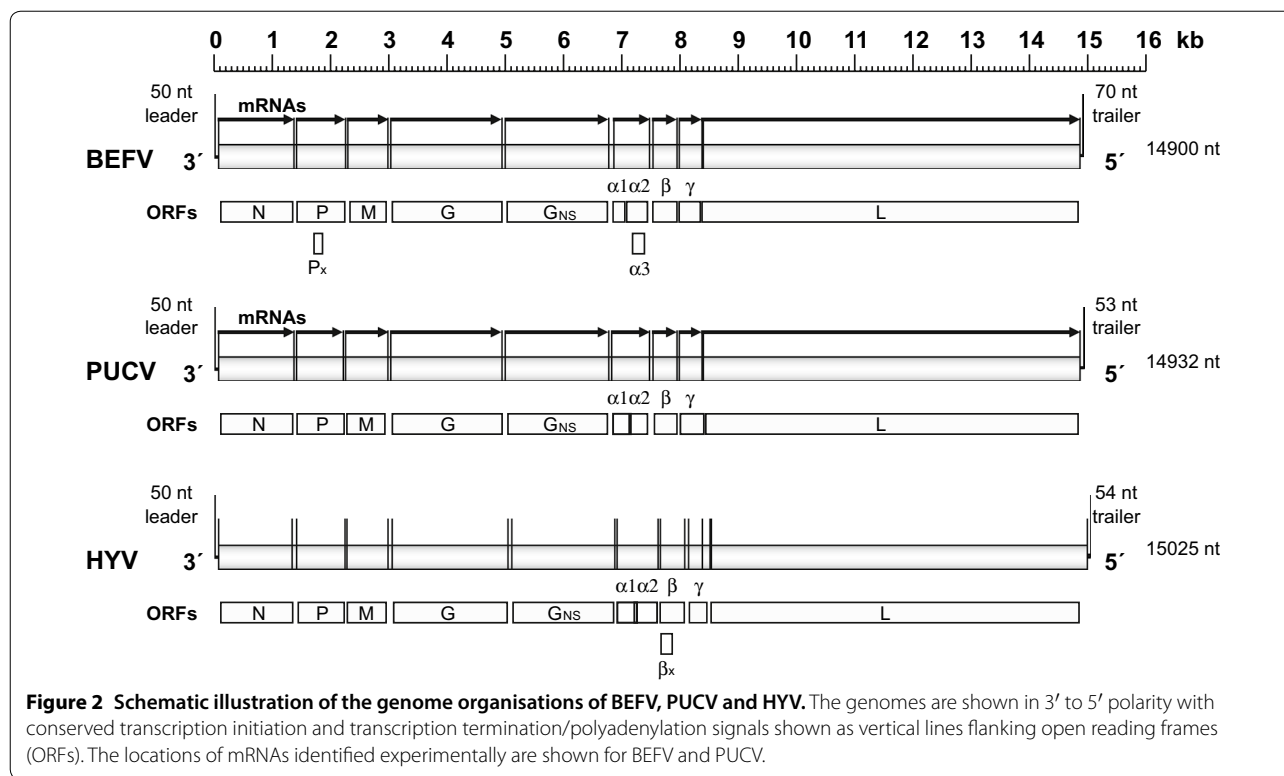 0 1 2 3 4 5 6 7 8 9 10 11 12 13 14 15 16 kb
50 nt leader
mRNAs
70 nt trailer
BEFV 3´ 5´ 14900 nt
α1 α2 β γ
ORFs N P M G GNS L
Px α3
50 nt leader
mRNAs
53 nt trailer
PUCV 3´ 5´ 14932 nt
α1 α2 β γ
ORFs N P M G GNS L
50 nt leader
54 nt trailer
HYV 3´ 5´ 15025 nt
α1 α2 β γ
ORFs N P M G GNS L
βx
Figure 2 Schematic illustration of the genome organisations of BEFV, PUCV and HYV. The genomes are shown in 3′ to 5′ polarity with
conserved transcription initiation and transcription termination/polyadenylation signals shown as vertical lines flanking open reading frames
(ORFs). The locations of mRNAs identified experimentally are shown for BEFV and PUCV.